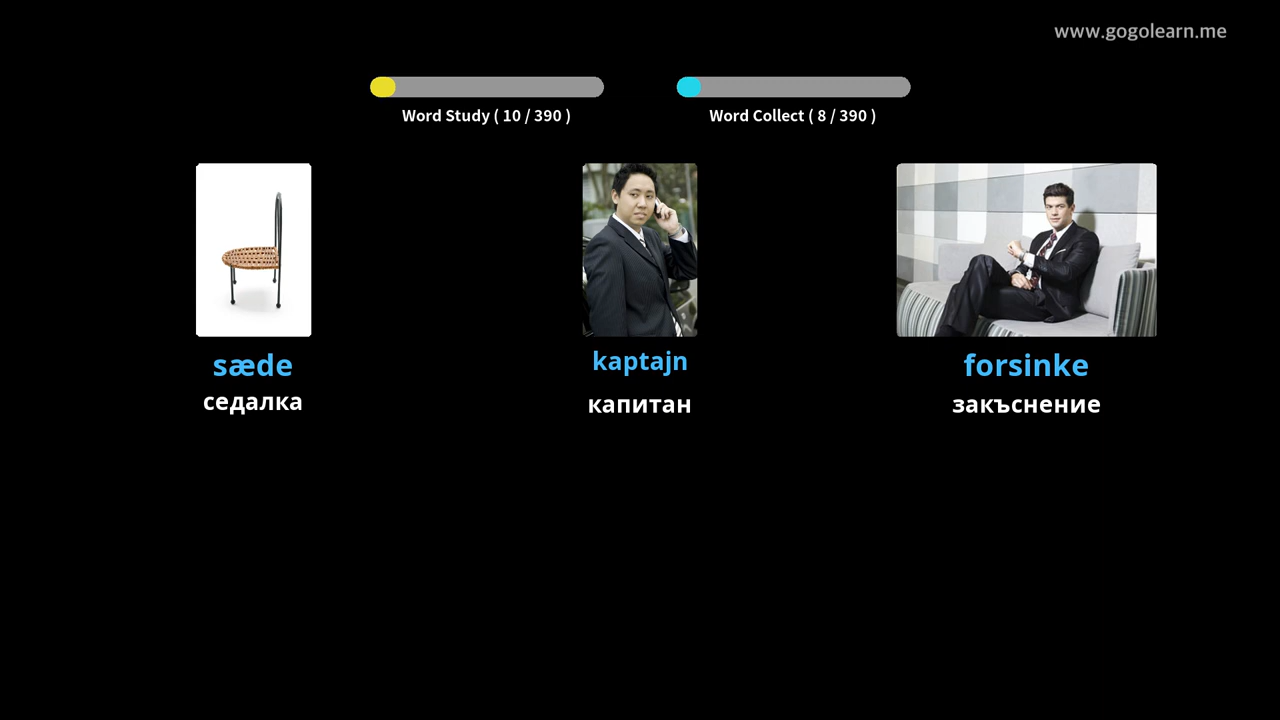 www.gogolearn.me
Word Study ( 10 / 390 )
Word Collect ( 8 / 390 )
sæde
седалка
kaptajn
капитан
forsinke
закъснение